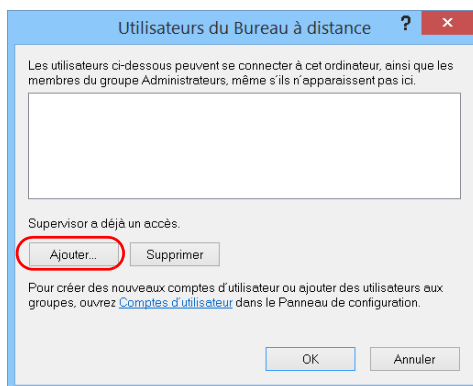 Utilisateurs du Bureau à distance ? ×
Les utilisateurs ci-dessous peuvent se connecter à cet ordinateur, ainsi que les
membres du groupe Administrateurs, même s'ils n'apparaissent pas ici.
Supervisor a déjà un accès.
Ajouter... Supprimer
Pour créer des nouveaux comptes d'utilisateur ou ajouter des utilisateurs aux
groupes, ouvrez Comptes d'utilisateur dans le Panneau de configuration.
OK Annuler